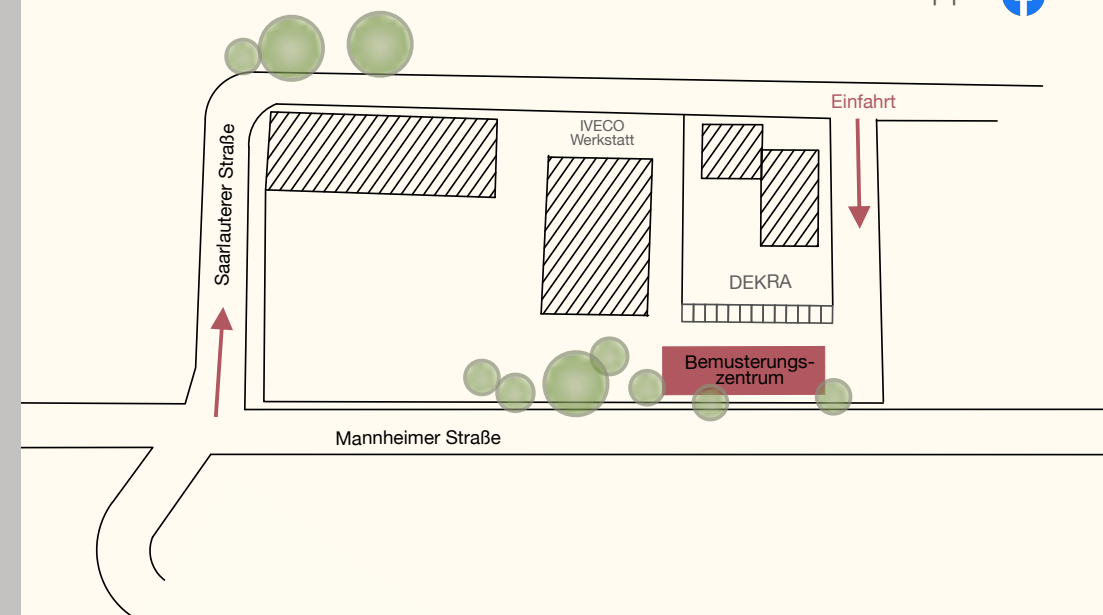 Einfahrt
IVECO
Werkstatt
Saarlauterer Straße
DEKRA
Bemusterungs-
zentrum
Mannheimer Straße